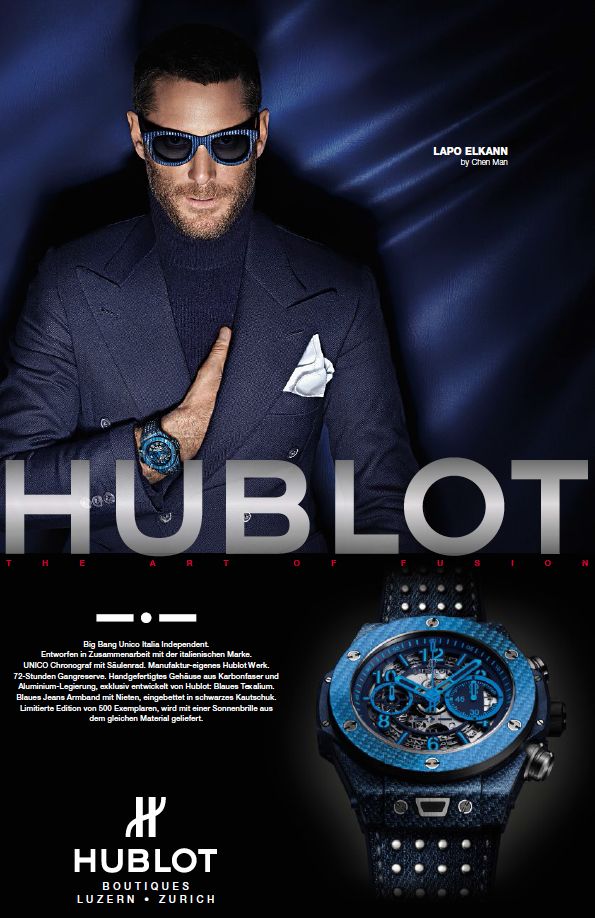 LAPO ELKANN
by Chen Man
HUBLOT
THE ART OF FUSION
Big Bang Unico Italia Independent.
Entworfen in Zusammenarbeit mit der italienischen Marke.
UNICO Chronograf mit Säulenrad. Manufaktur-eigenes Hublot Werk.
72-Stunden Gangreserve. Handgefertigtes Gehäuse aus Karbonfaser und
Aluminium-Legierung, exklusiv entwickelt von Hublot: Blaues Texalium.
Blaues Jeans Armband mit Nieten, eingebettet in schwarzes Kautschuk.
Limitierte Edition von 500 Exemplaren, wird mit einer Sonnenbrille aus
dem gleichen Material geliefert.
HUBLOT
BOUTIQUES
LUZERN • ZURICH